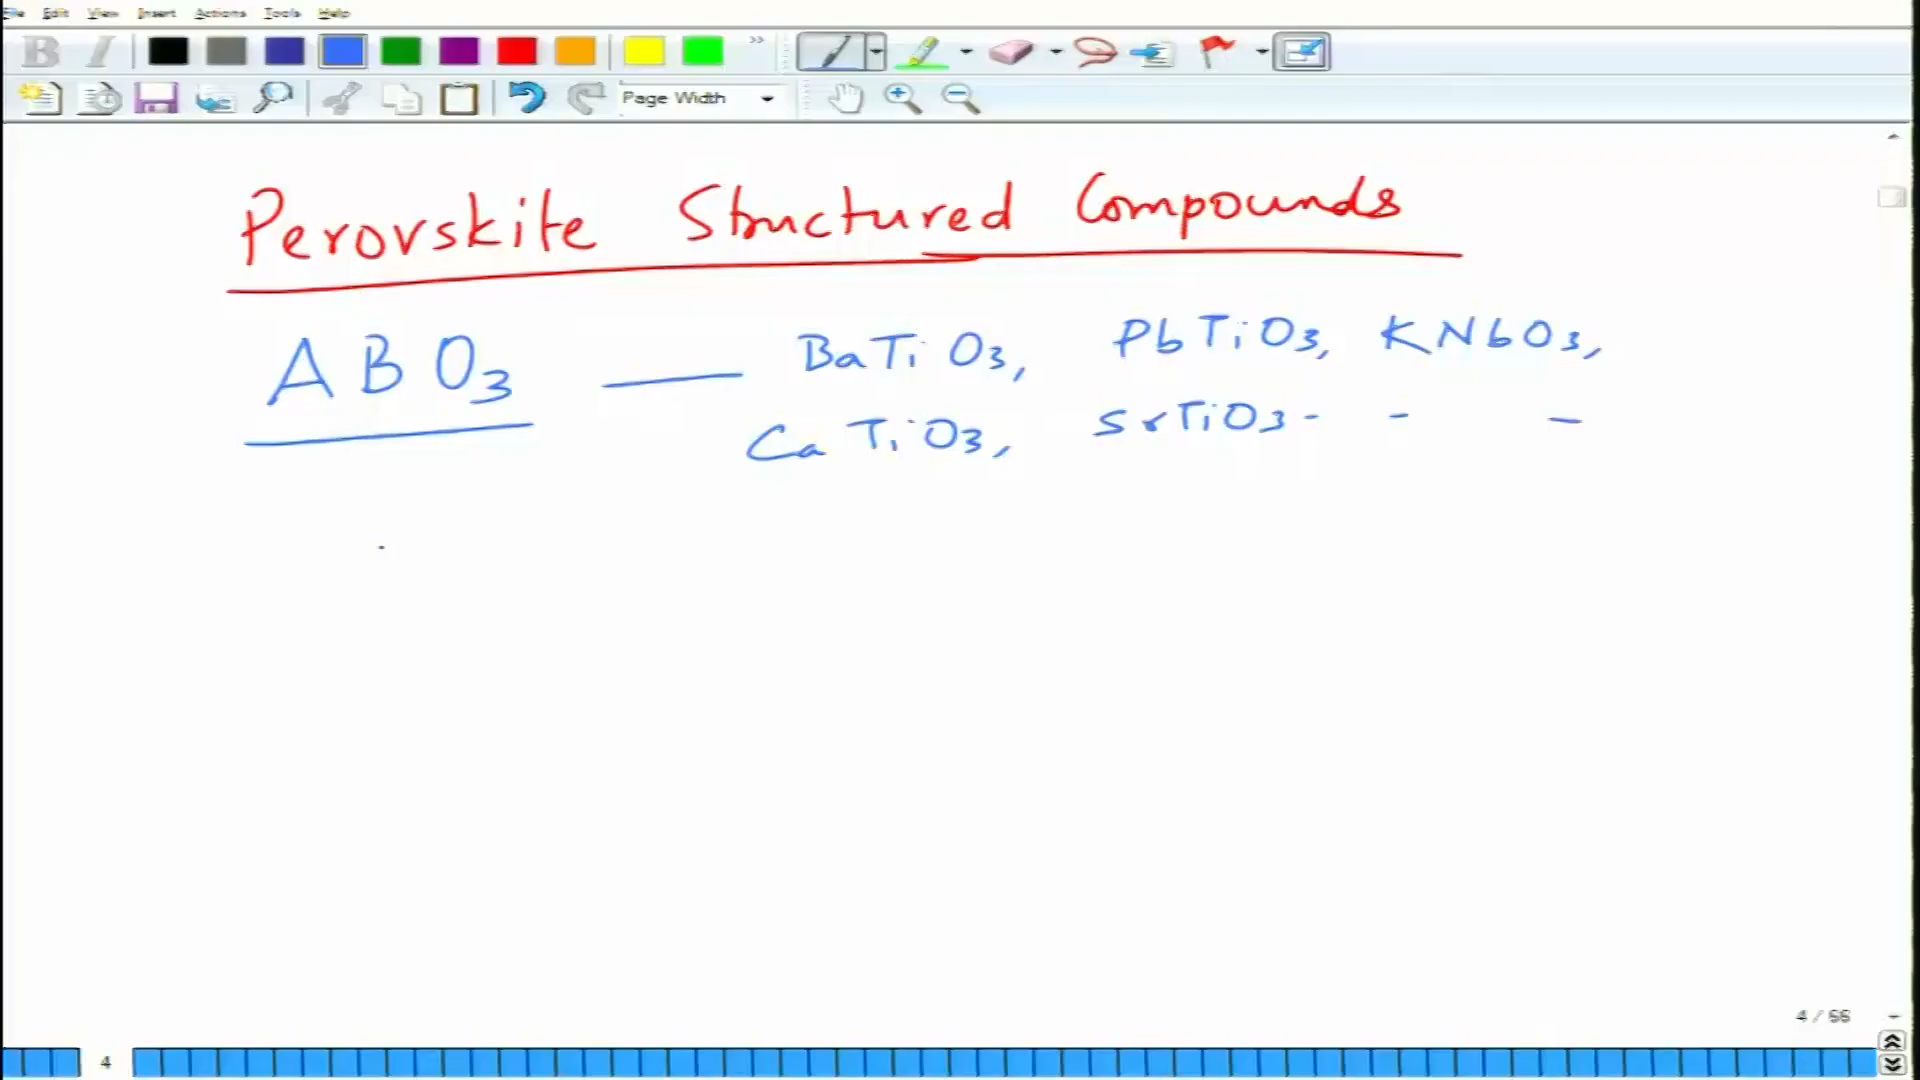 File Edit View Insert Actions Tools Help
B I
Page Width
Perovskite Structured Compounds
ABO3 — BaTiO3, PbTiO3, KNbO3,
CaTiO3, SrTiO3 - - -
4 / 55
4